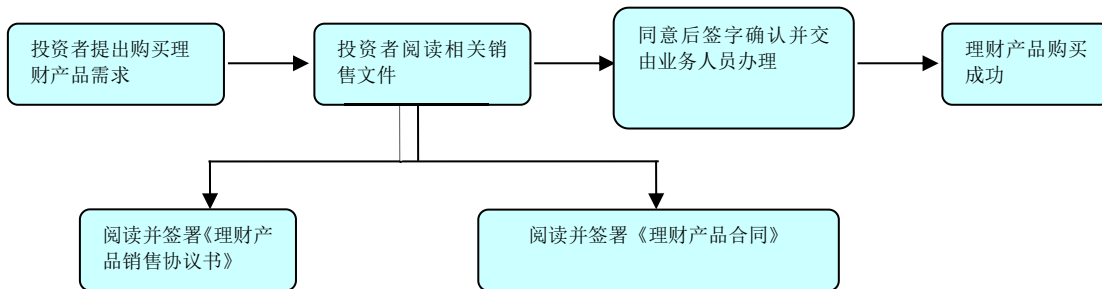 投资者提出购买理
财产品需求
投资者阅读相关销
售文件
同意后签字确认并交
由业务人员办理
理财产品购买
成功
阅读并签署《理财产
品销售协议书》
阅读并签署《理财产品合同》